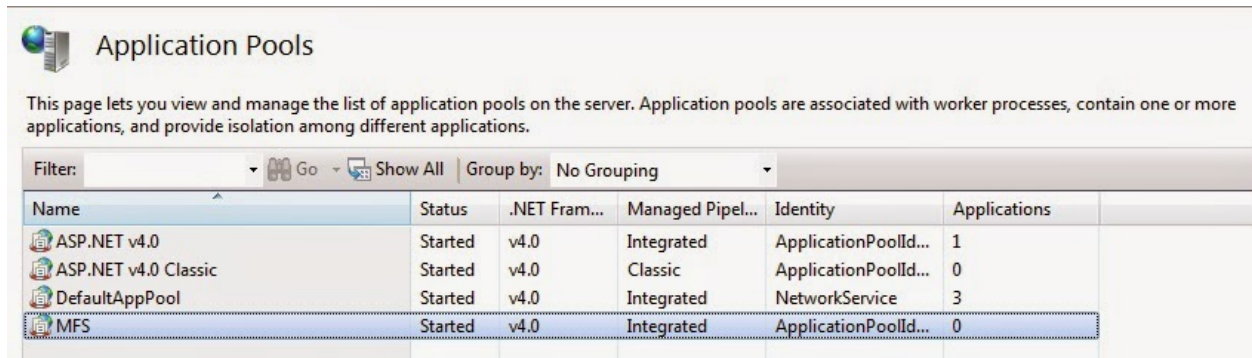 Application Pools
This page lets you view and manage the list of application pools on the server. Application pools are associated with worker processes, contain one or more
applications, and provide isolation among different applications.
Filter: Go Show All Group by: No Grouping
Name Status .NET Fram... Managed Pipel... Identity Applications
ASP.NET v4.0 Started v4.0 Integrated ApplicationPoolId... 1
ASP.NET v4.0 Classic Started v4.0 Classic ApplicationPoolId... 0
DefaultAppPool Started v4.0 Integrated NetworkService 3
MFS Started v4.0 Integrated ApplicationPoolId... 0